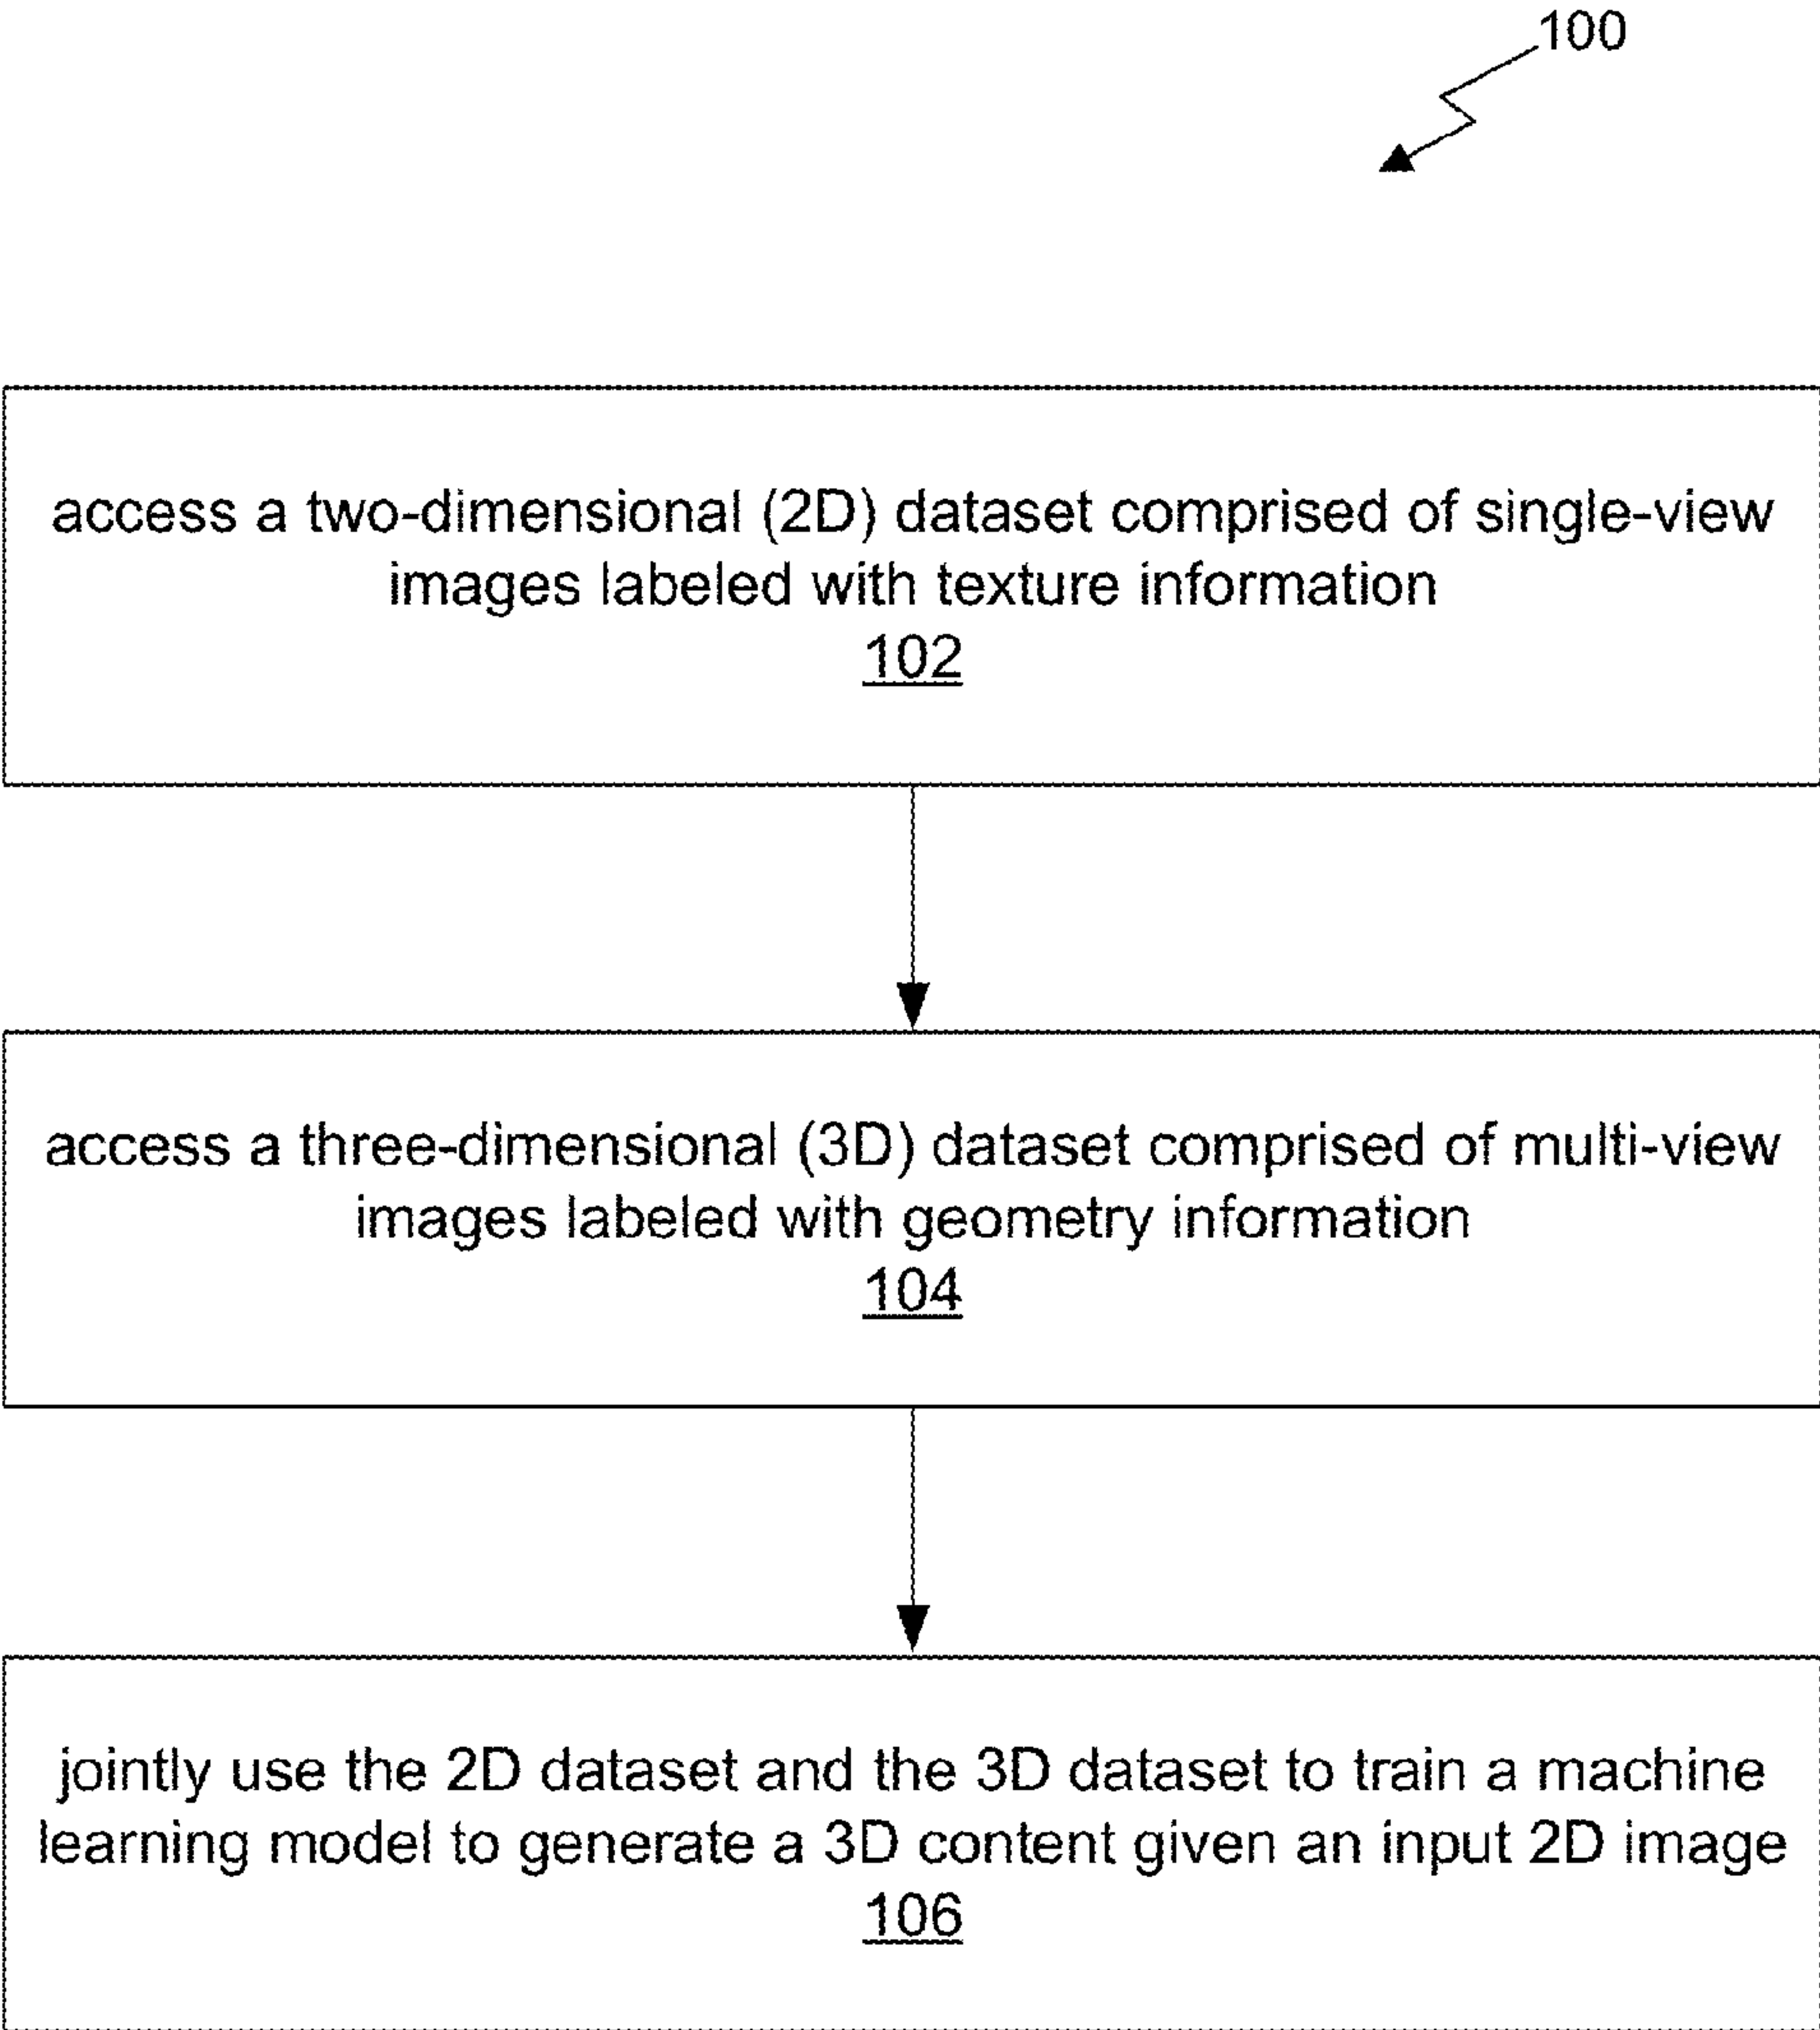 100
access a two-dimensional (2D) dataset comprised of single-view
images labeled with texture information
102
access a three-dimensional (3D) dataset comprised of multi-view
images labeled with geometry information
104
jointly use the 2D dataset and the 3D dataset to train a machine
learning model to generate a 3D content given an input 2D image
106